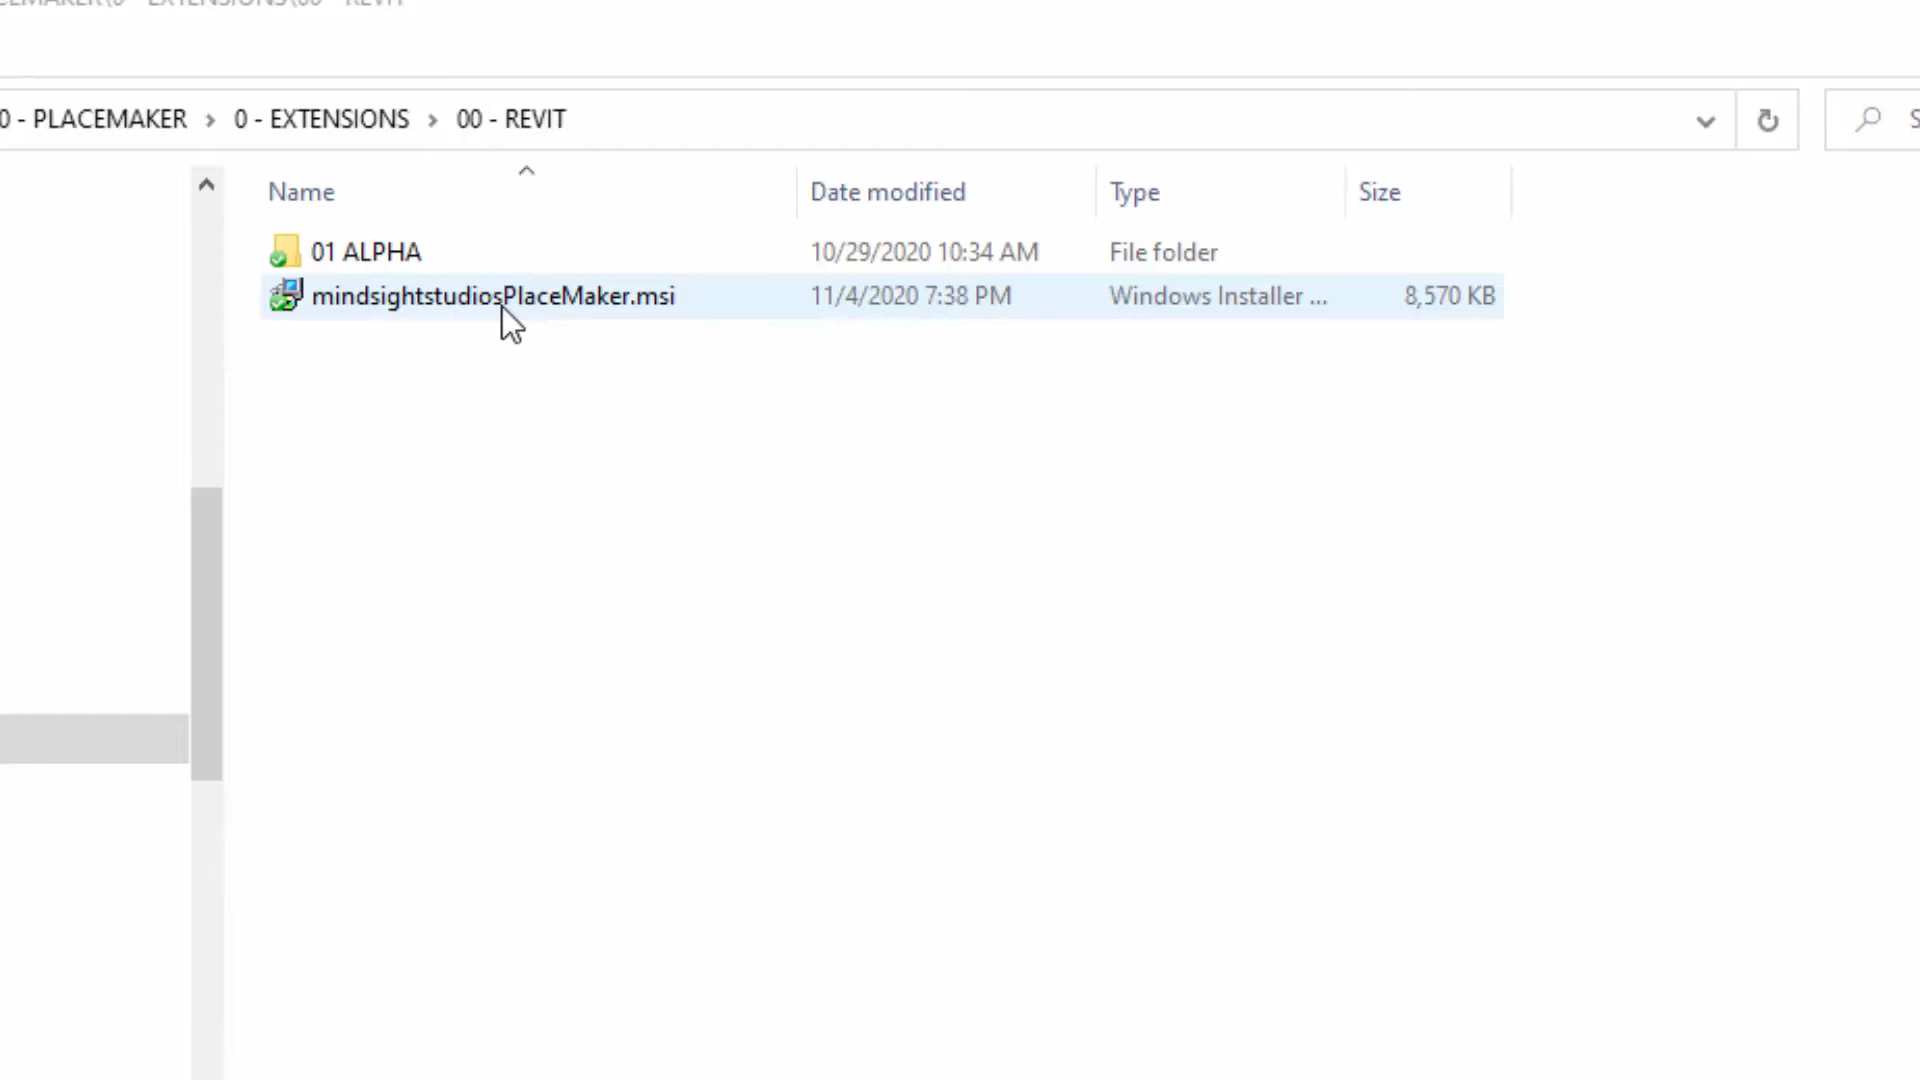 0 - PLACEMAKER > 0 - EXTENSIONS > 00 - REVIT
Name Date modified Type Size
01 ALPHA 10/29/2020 10:34 AM File folder
mindsightstudiosPlaceMaker.msi 11/4/2020 7:38 PM Windows Installer ... 8,570 KB